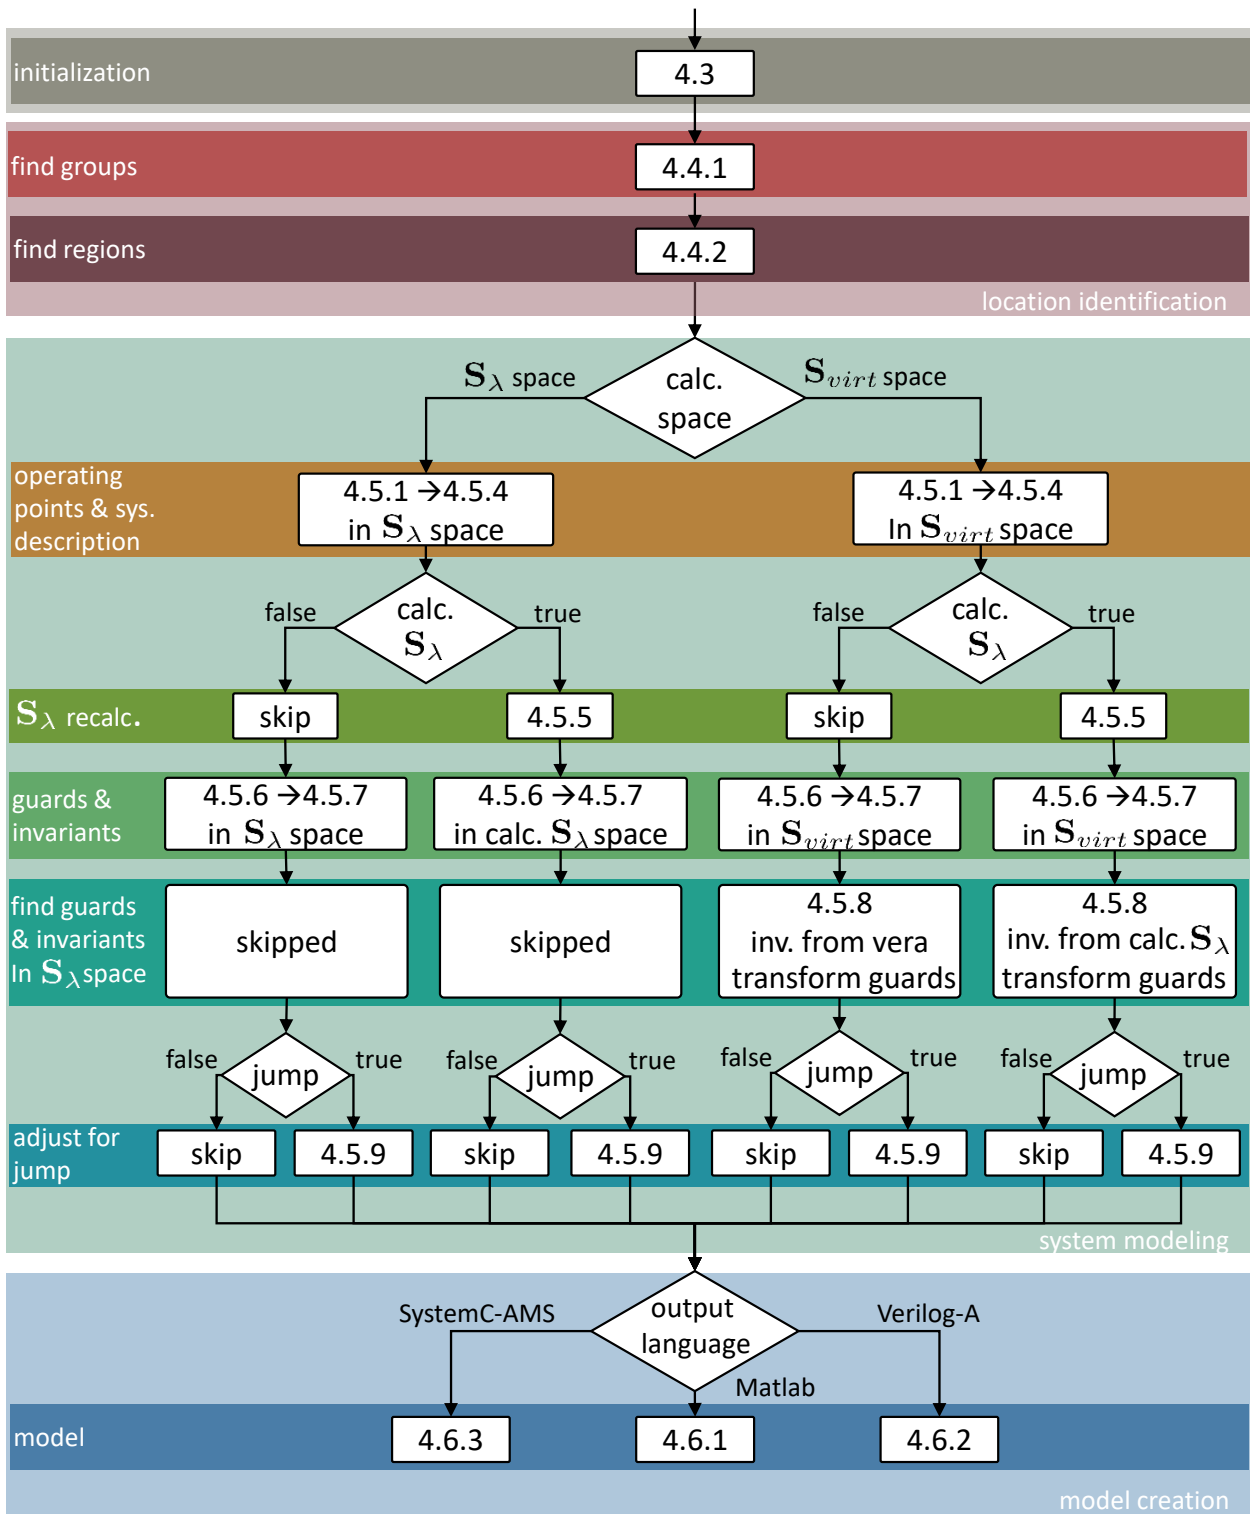 initialization
4.3
find groups
4.4.1
find regions
4.4.2
location identification
S_λ space
calc.
space
S_virt space
operating
points & sys.
description
4.5.1 →4.5.4
in S_λ space
4.5.1 →4.5.4
In S_virt space
false
calc.
S_λ
true
false
calc.
S_λ
true
S_λ recalc.
skip
4.5.5
skip
4.5.5
guards &
invariants
4.5.6 →4.5.7
in S_λ space
4.5.6 →4.5.7
in calc. S_λ space
4.5.6 →4.5.7
in S_virt space
4.5.6 →4.5.7
in S_virt space
find guards
& invariants
In S_λ space
skipped
skipped
4.5.8
inv. from vera
transform guards
4.5.8
inv. from calc. S_λ
transform guards
false
jump
true
false
jump
true
false
jump
true
false
jump
true
adjust for
jump
skip
4.5.9
skip
4.5.9
skip
4.5.9
skip
4.5.9
system modeling
SystemC-AMS
output
language
Verilog-A
Matlab
model
4.6.3
4.6.1
4.6.2
model creation